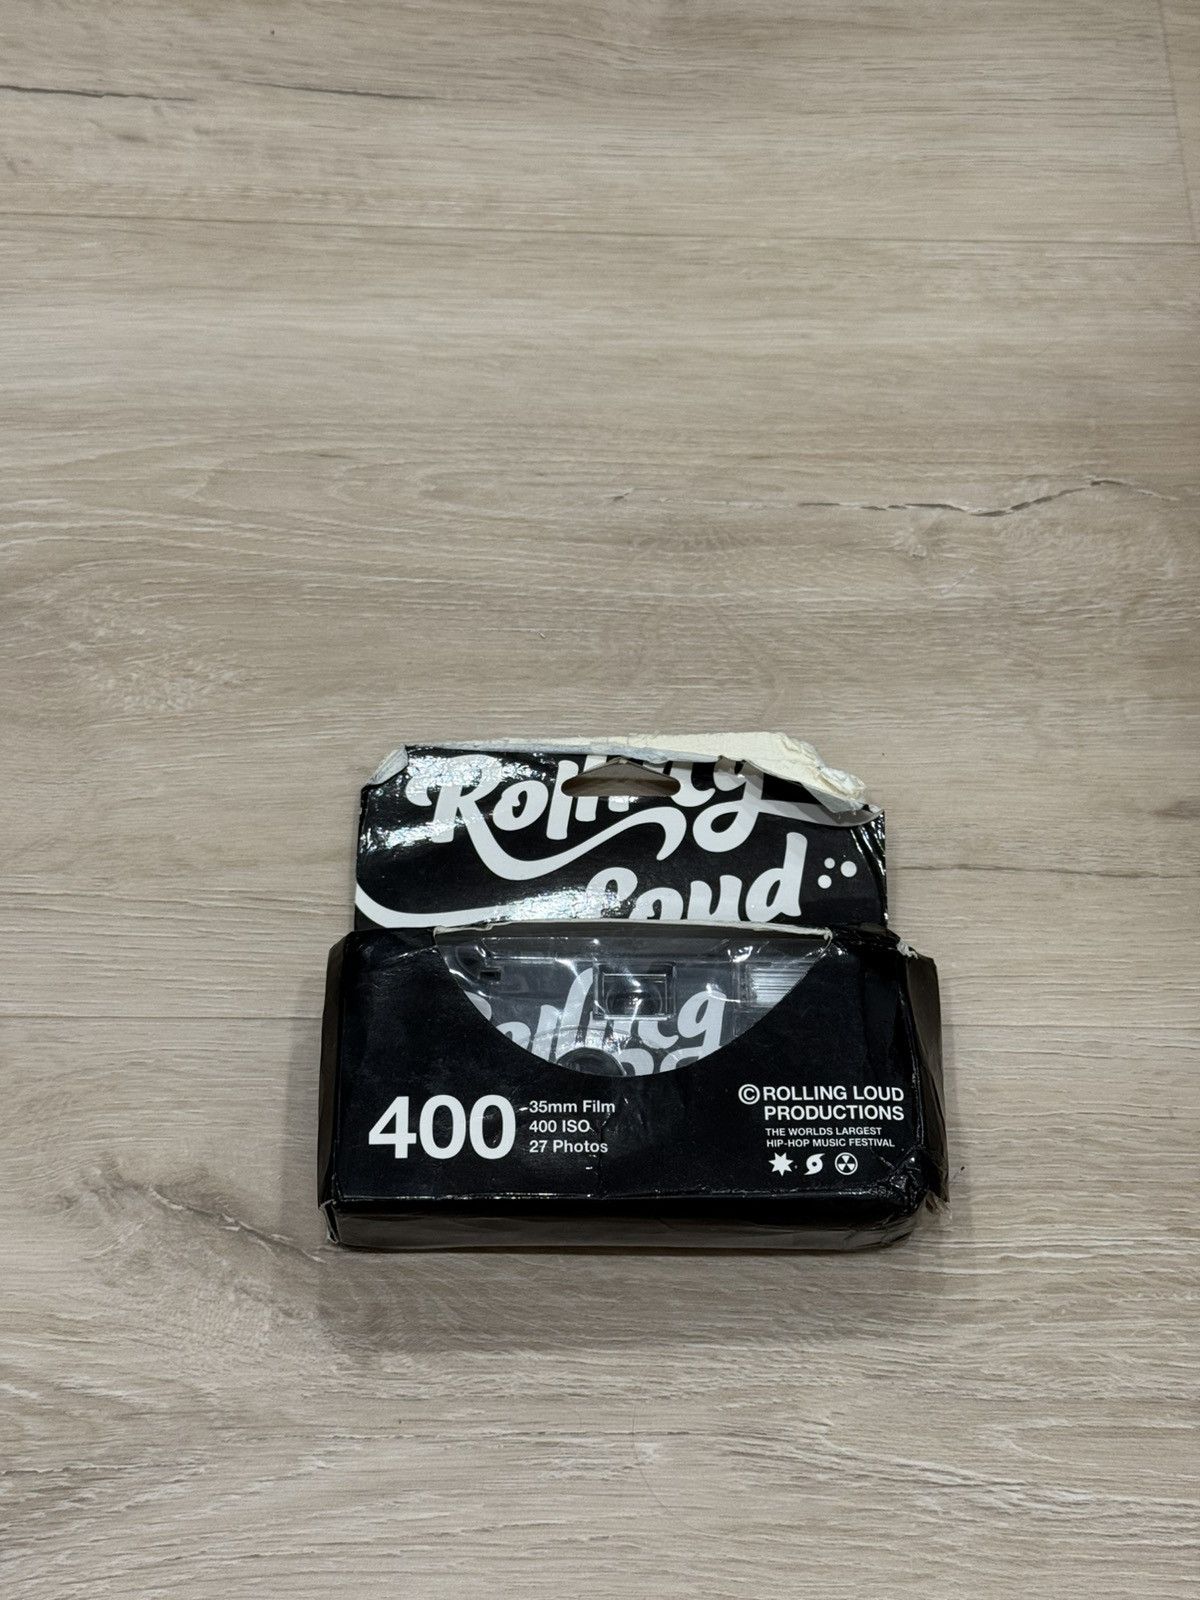 Rolling
Loud
Rolling
400
35mm Film
400 ISO
27 Photos
©ROLLING LOUD
PRODUCTIONS
THE WORLDS LARGEST
HIP-HOP MUSIC FESTIVAL